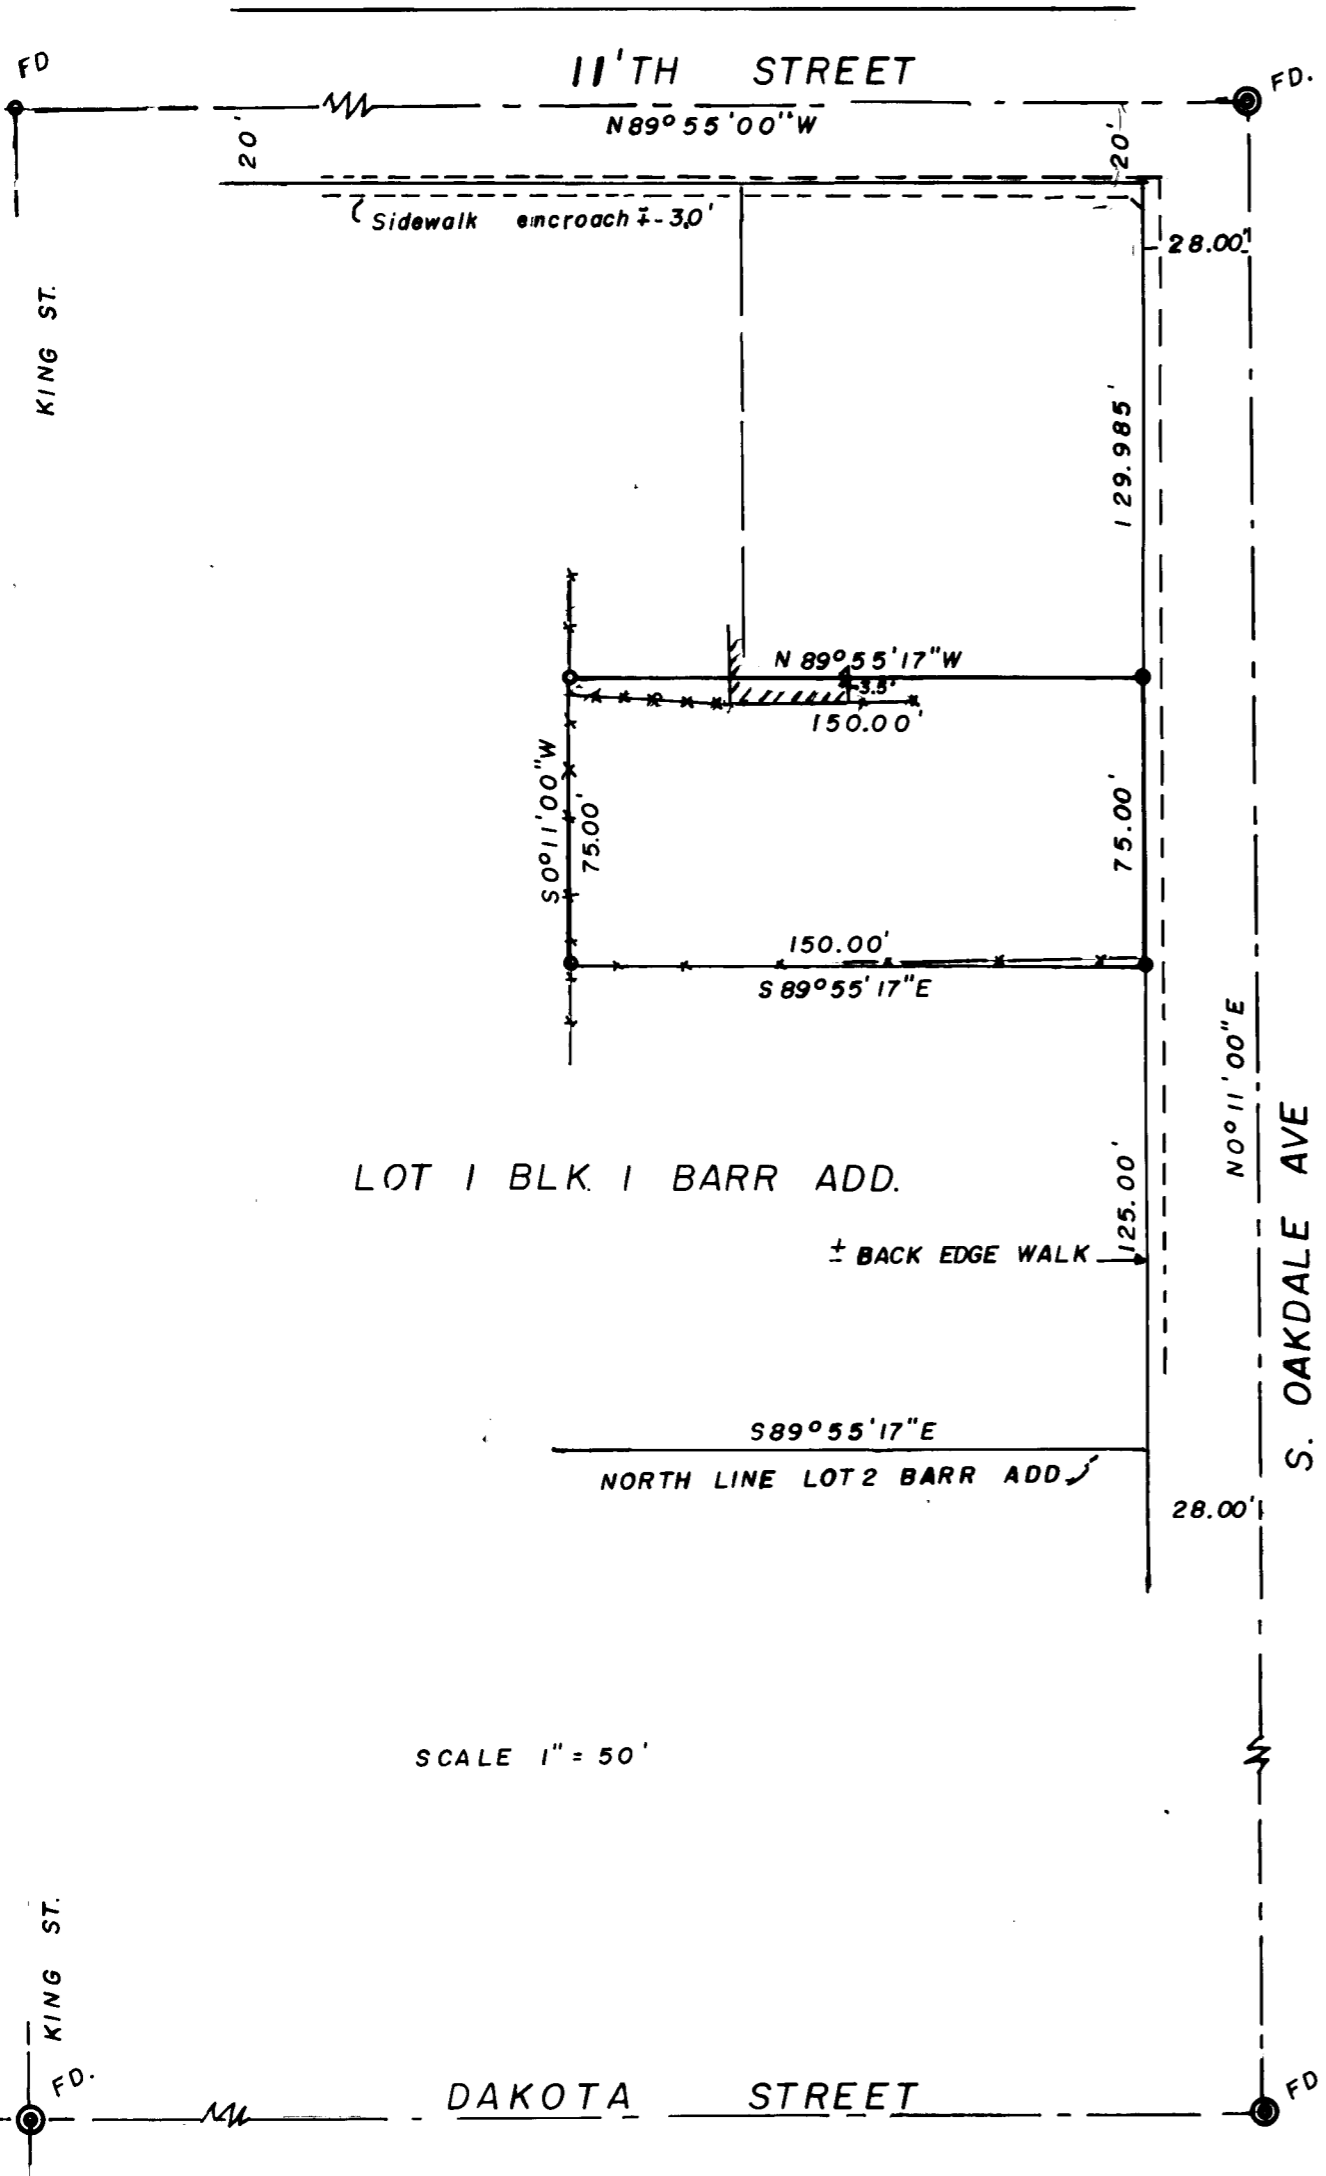 FD
11'TH STREET
FD.
N89°55'00"W
20'
20'
Sidewalk encroach ±-3.0'
28.00'
KING ST.
129.985'
N 89°55'17"W
3.5'
150.00'
S0°11'00"W
75.00'
75.00'
150.00'
S89°55'17"E
N0°11'00"E
LOT 1 BLK. 1 BARR ADD.
125.00'
± BACK EDGE WALK
S. OAKDALE AVE
S89°55'17"E
NORTH LINE LOT 2 BARR ADD
28.00'
SCALE 1" = 50'
KING ST.
FD.
DAKOTA STREET
FD